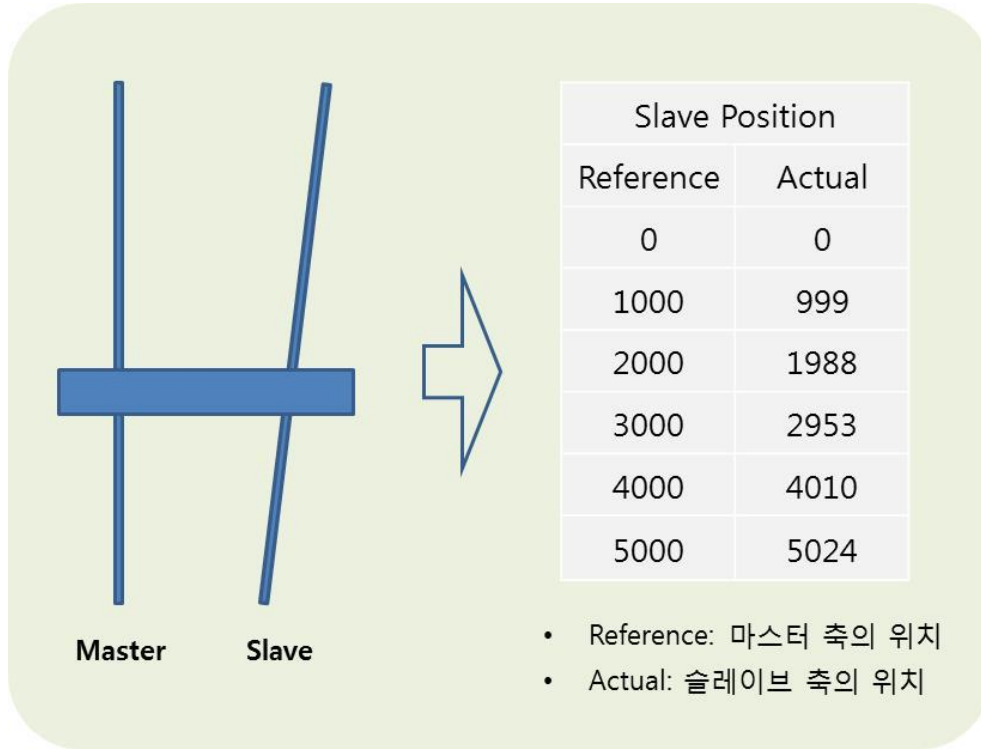 Slave Position
Reference Actual
0 0
1000 999
2000 1988
3000 2953
4000 4010
5000 5024
Master Slave
• Reference: 마스터 축의 위치
• Actual: 슬레이브 축의 위치